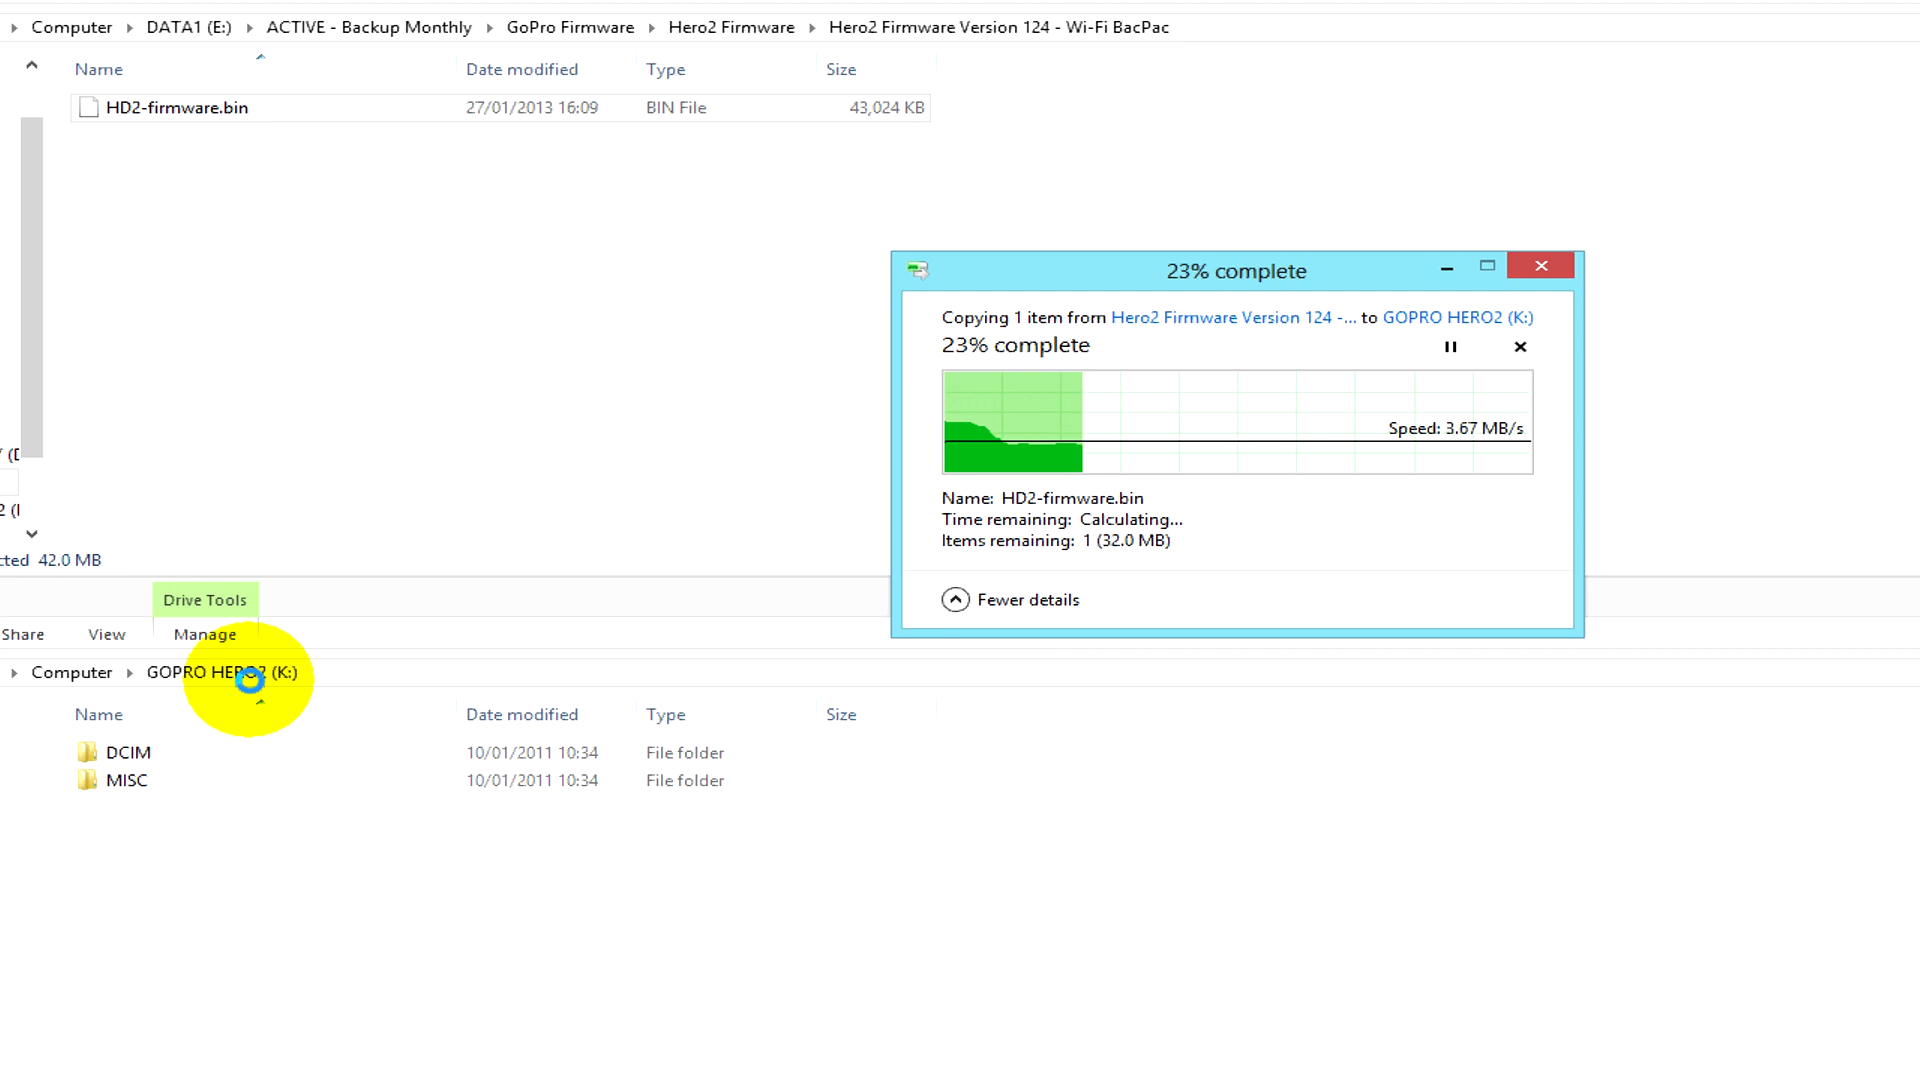 Computer DATA1 (E:) ACTIVE - Backup Monthly GoPro Firmware Hero2 Firmware Hero2 Firmware Version 124 - Wi-Fi BacPac
Name Date modified Type Size
HD2-firmware.bin 27/01/2013 16:09 BIN File 43,024 KB
23% complete
Copying 1 item from Hero2 Firmware Version 124 -... to GOPRO HERO2 (K:)
23% complete
Speed: 3.67 MB/s
Name: HD2-firmware.bin
Time remaining: Calculating...
Items remaining: 1 (32.0 MB)
Fewer details
cted 42.0 MB
Drive Tools
Share View Manage
Computer GOPRO HERO2 (K:)
Name Date modified Type Size
DCIM 10/01/2011 10:34 File folder
MISC 10/01/2011 10:34 File folder